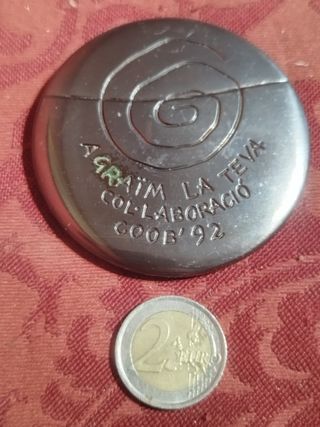 AGRAÏM LA TEVA
COL·LABORACIÓ
COOB'92
2 EURO